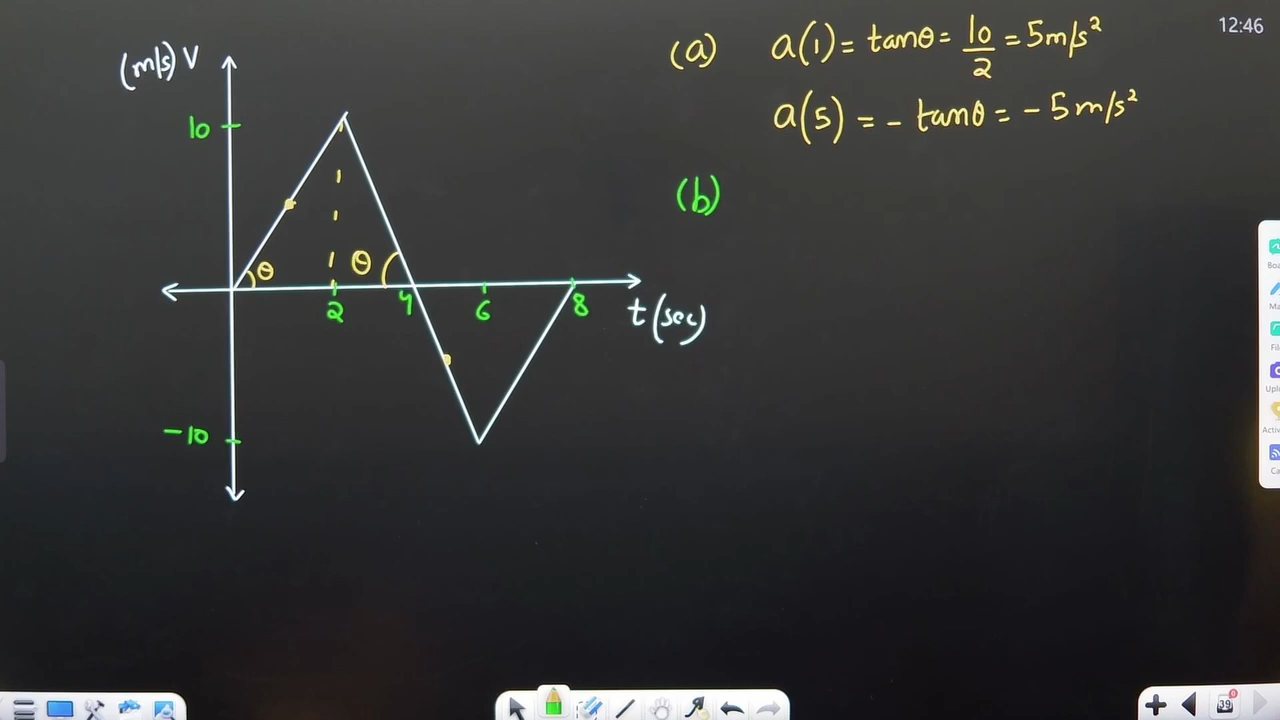 12:46
(m/s) V
10
θ
θ
2
4
6
8
t (sec)
-10
(a) a(1) = tanθ = 10/2 = 5 m/s²
a(5) = - tanθ = - 5 m/s²
(b)
39